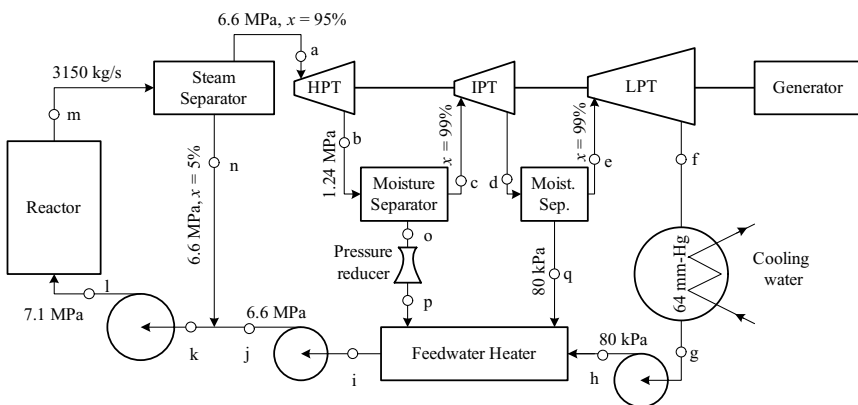 6.6 MPa, x = 95%
a
3150 kg/s
Steam
Separator
HPT
IPT
LPT
Generator
m
n
b
1.24 MPa
x = 99%
c
d
x = 99%
e
f
Reactor
6.6 MPa, x = 5%
Moisture
Separator
Moist.
Sep.
o
Pressure
reducer
p
80 kPa
q
64 mm-Hg
Cooling
water
l
7.1 MPa
6.6 MPa
k
j
i
Feedwater Heater
80 kPa
h
g